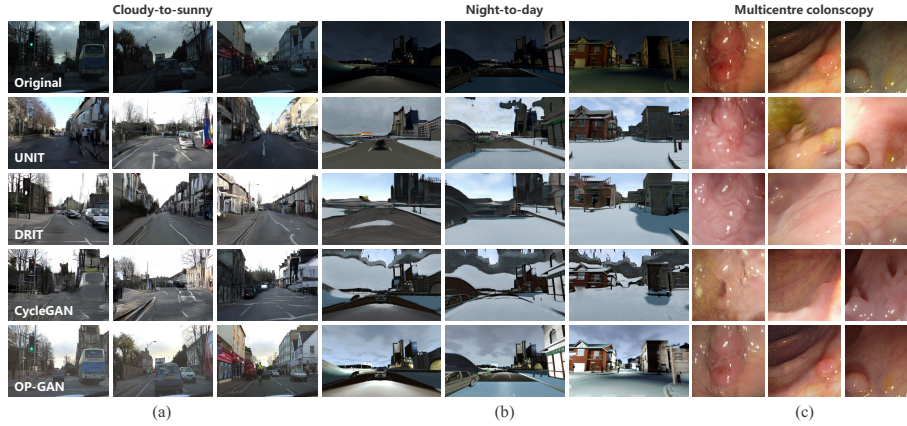 Cloudy-to-sunny Night-to-day Multicentre colonscopy
Original
UNIT
DRIT
CycleGAN
OP-GAN
(a) (b) (c)